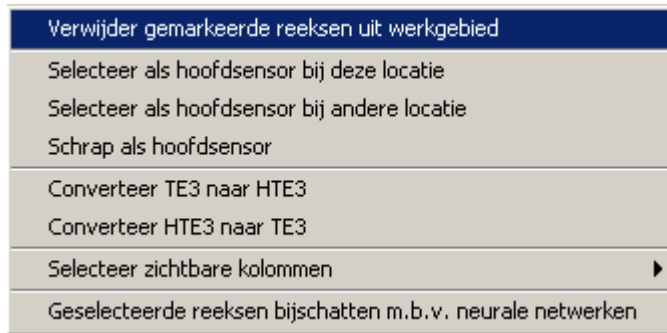 Verwijder gemarkeerde reeksen uit werkgebied
Selecteer als hoofdsensor bij deze locatie
Selecteer als hoofdsensor bij andere locatie
Schrap als hoofdsensor
Converteer TE3 naar HTE3
Converteer HTE3 naar TE3
Selecteer zichtbare kolommen
Geselecteerde reeksen bijschatten m.b.v. neurale netwerken